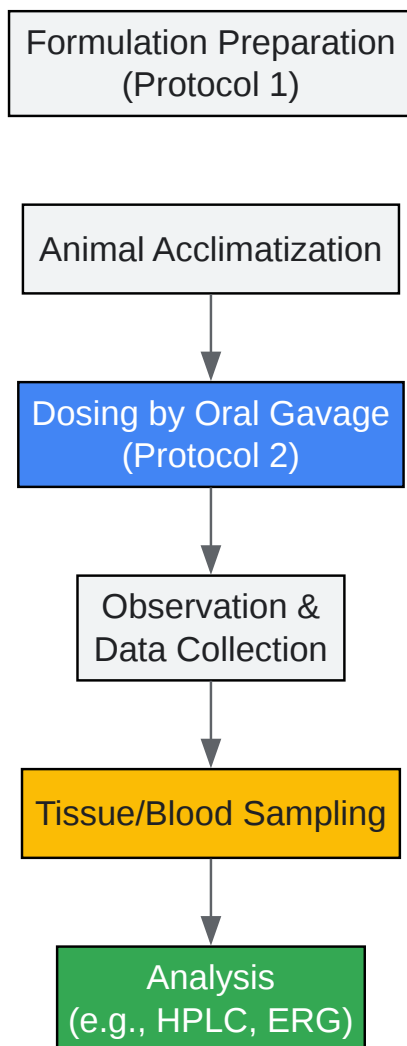 Formulation Preparation
(Protocol 1)
Animal Acclimatization
Dosing by Oral Gavage
(Protocol 2)
Observation &
Data Collection
Tissue/Blood Sampling
Analysis
(e.g., HPLC, ERG)